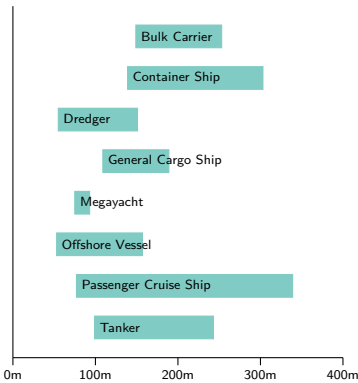 Bulk Carrier
Container Ship
Dredger
General Cargo Ship
Megayacht
Offshore Vessel
Passenger Cruise Ship
Tanker
0m 100m 200m 300m 400m